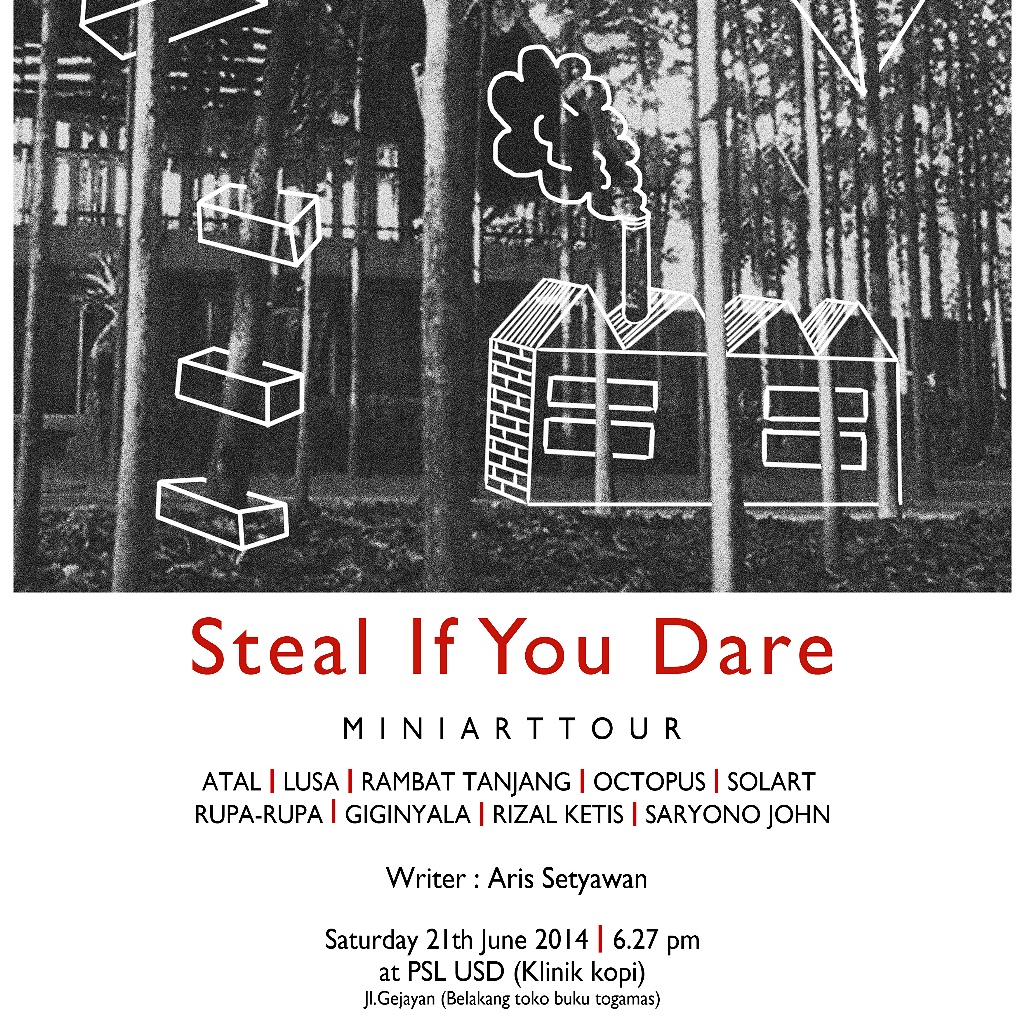 Steal If You Dare
MINIARTTOUR
ATAL | LUSA | RAMBAT TANJANG | OCTOPUS | SOLART
RUPA-RUPA | GIGINYALA | RIZAL KETIS | SARYONO JOHN
Writer : Aris Setyawan
Saturday 21th June 2014 | 6.27 pm
at PSL USD (Klinik kopi)
Jl.Gejayan (Belakang toko buku togamas)